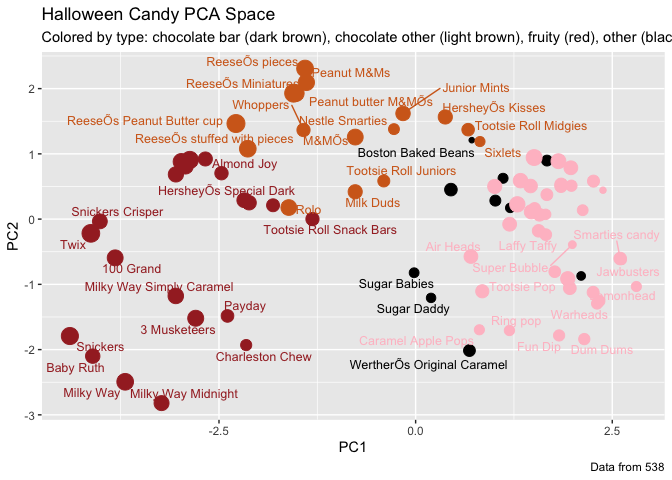 Halloween Candy PCA Space
Colored by type: chocolate bar (dark brown), chocolate other (light brown), fruity (red), other (blac
ReeseÕs pieces
Peanut M&Ms
ReeseÕs Miniatures
Junior Mints
Whoppers
Peanut butter M&MÕs
HersheyÕs Kisses
ReeseÕs Peanut Butter cup
Nestle Smarties
Tootsie Roll Midgies
ReeseÕs stuffed with pieces
M&MÕs
Boston Baked Beans
Sixlets
Almond Joy
Tootsie Roll Juniors
HersheyÕs Special Dark
Milk Duds
Rolo
Snickers Crisper
Tootsie Roll Snack Bars
Smarties candy
Twix
Air Heads
Laffy Taffy
100 Grand
Super Bubble
Jawbusters
Milky Way Simply Caramel
Sugar Babies
Tootsie Pop
monhead
Payday
Sugar Daddy
Ring pop
Warheads
3 Musketeers
Caramel Apple Pops
Fun Dip
Dum Dums
Snickers
Charleston Chew
Baby Ruth
WertherÕs Original Caramel
Milky Way
Milky Way Midnight
2
1
0
-1
-2
-3
PC2
-2.5
0.0
2.5
PC1
Data from 538